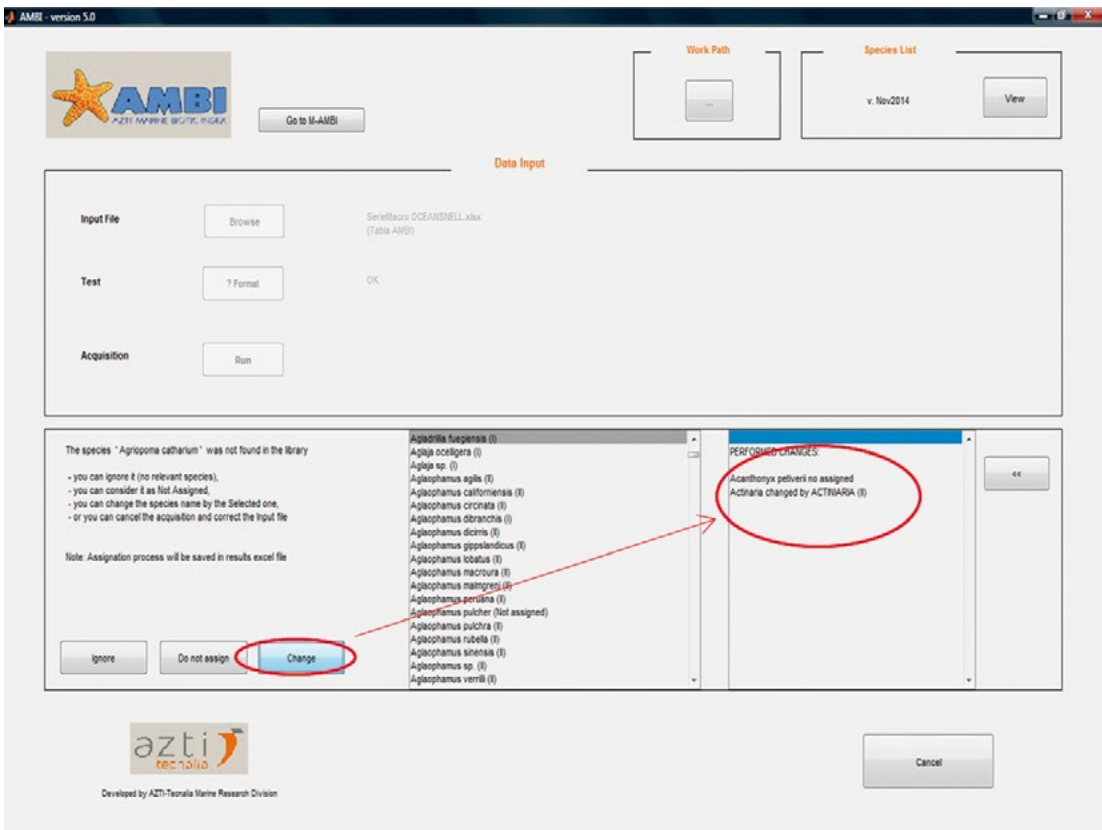 AMBI - version 5.0
AMBI
AZTI MARINE BIOTIC INDEX
Go to M-AMBI
Work Path
...
Species List
v. Nov2014
View
Data Input
Input File
Browse
SerieMacro OCEANSNELL.xlsx
(Tabla AMBI)
Test
? Format
OK
Acquisition
Run
The species ' Agriopoma catharium ' was not found in the library
- you can ignore it (no relevant species),
- you can consider it as Not Assigned,
- you can change the species name by the Selected one,
- or you can cancel the acquisition and correct the Input file
Note: Assignation process will be saved in results excel file
Ignore
Do not assign
Change
Agladrillia fuegiensis (I)
Aglaja ocelligera (I)
Aglaja sp. (I)
Aglaophamus agilis (II)
Aglaophamus californiensis (II)
Aglaophamus circinata (II)
Aglaophamus dibranchis (I)
Aglaophamus dicirris (II)
Aglaophamus gippslandicus (II)
Aglaophamus lobatus (II)
Aglaophamus macroura (II)
Aglaophamus malmgreni (II)
Aglaophamus peruana (II)
Aglaophamus pulcher (Not assigned)
Aglaophamus pulchra (II)
Aglaophamus rubella (II)
Aglaophamus sinensis (II)
Aglaophamus sp. (II)
Aglaophamus verrilli (II)
PERFORMED CHANGES:
Acanthonyx petiverii no assigned
Actinaria changed by ACTINIARIA (II)
<<
azti
tecnalia
Developed by AZTI-Tecnalia Marine Research Division
Cancel